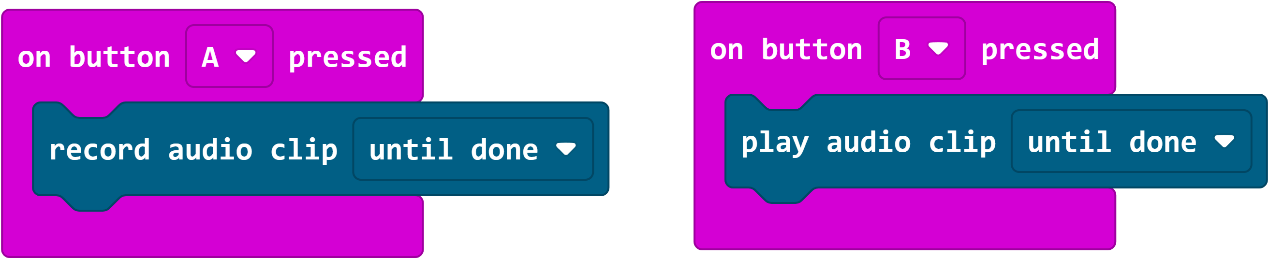 on button A pressed
record audio clip until done
on button B pressed
play audio clip until done